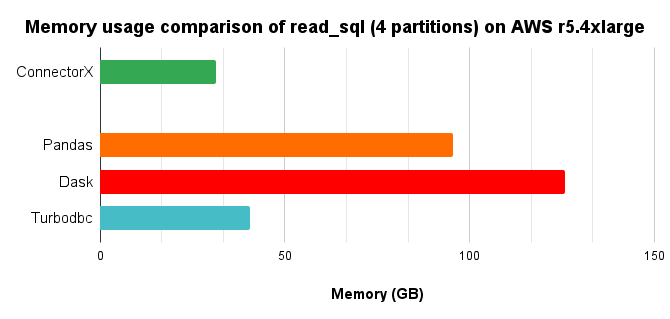 Memory usage comparison of read_sql (4 partitions) on AWS r5.4xlarge
ConnectorX
Pandas
Dask
Turbodbc
0 50 100 150
Memory (GB)